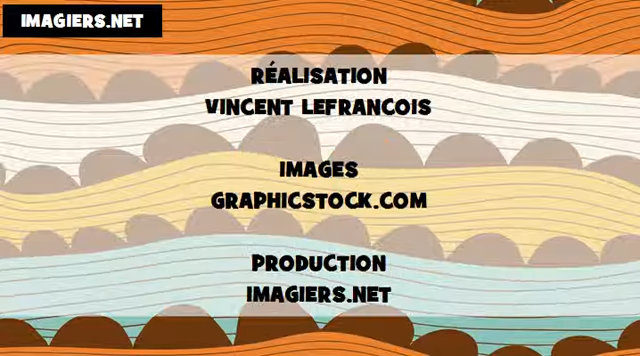 IMAGIERS.NET
RÉALISATION
VINCENT LEFRANCOIS
IMAGES
GRAPHICSTOCK.COM
PRODUCTION
IMAGIERS.NET